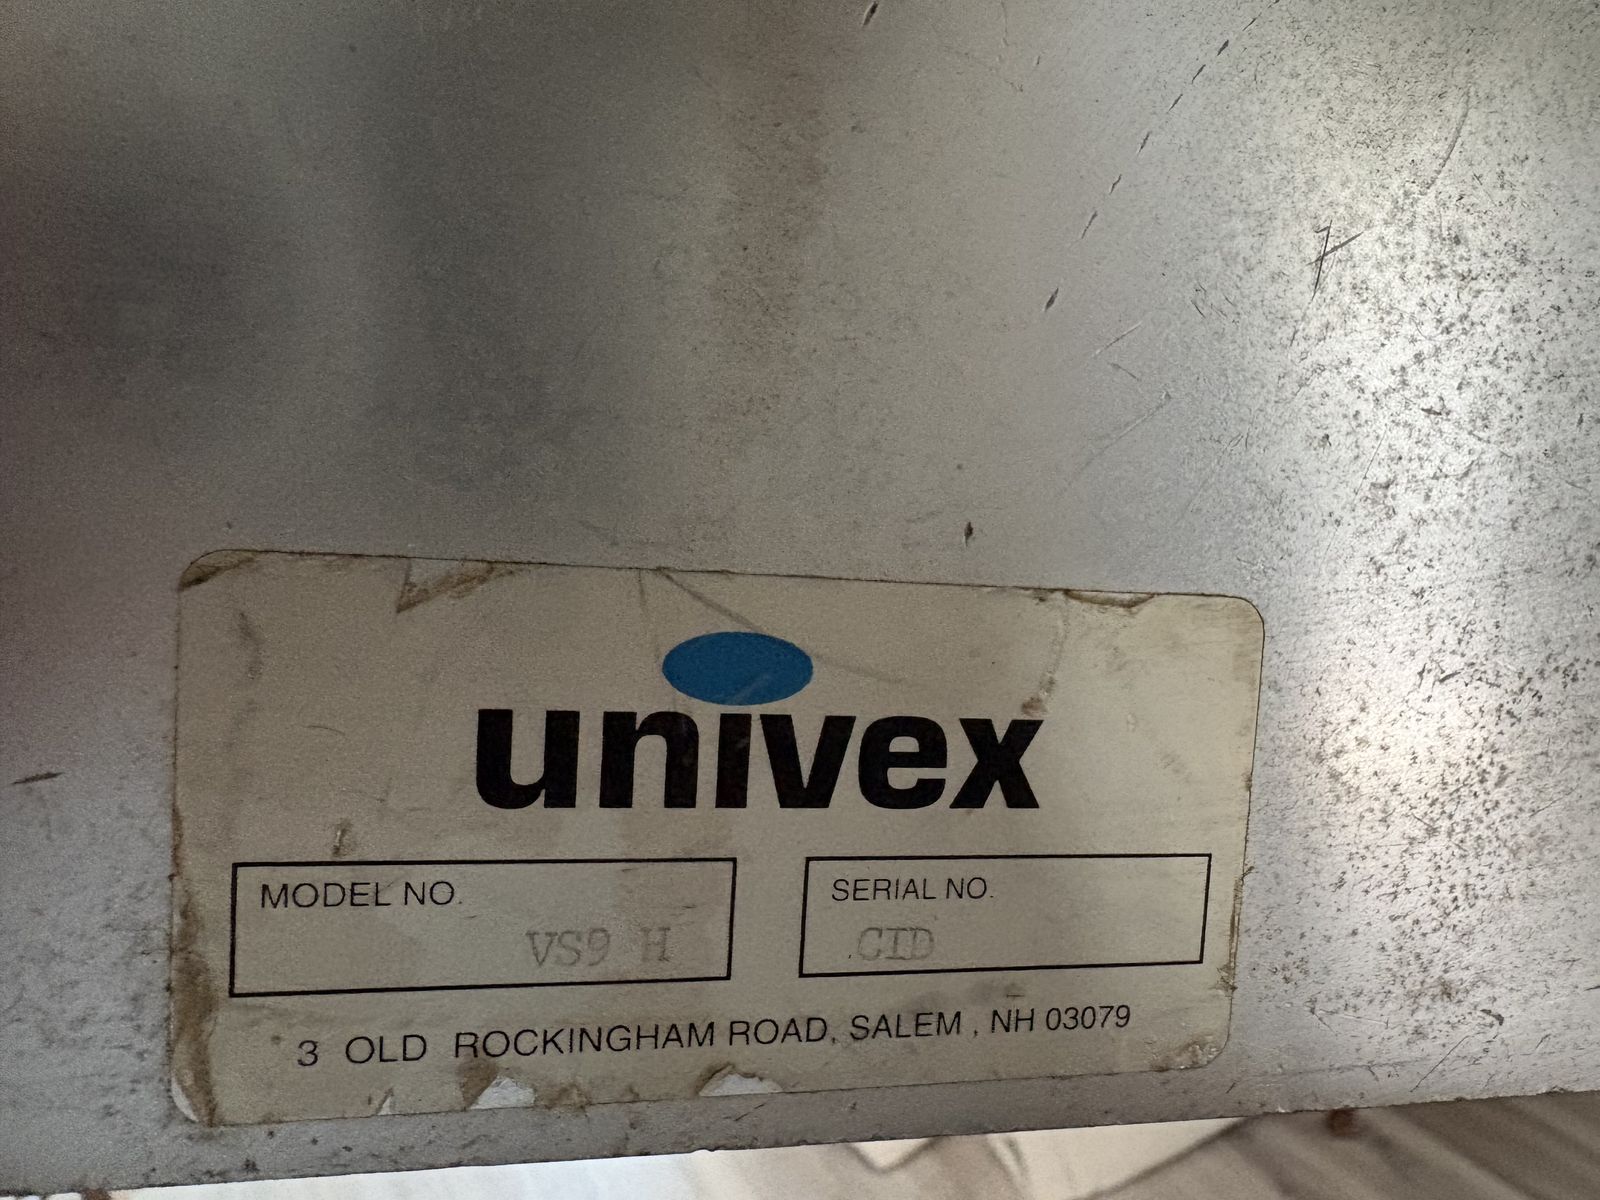 univex
MODEL NO.
VS9 H
SERIAL NO.
CID
3 OLD ROCKINGHAM ROAD, SALEM, NH 03079